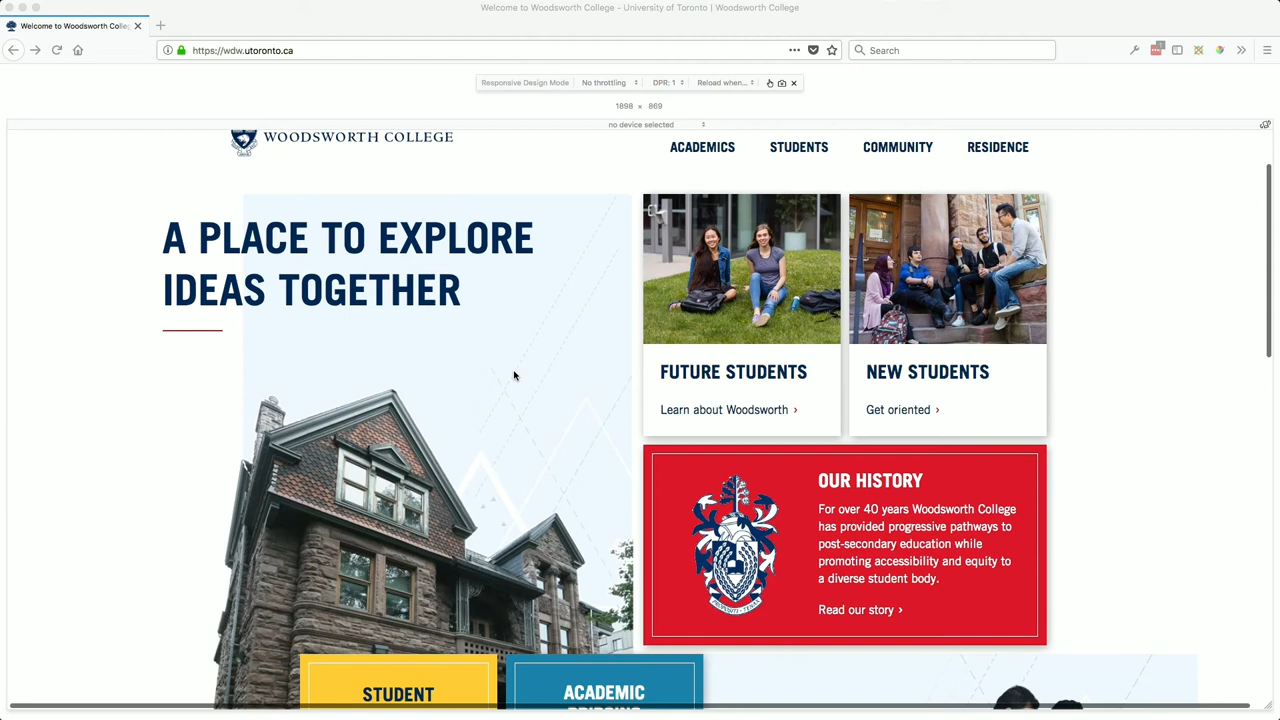 Welcome to Woodsworth College - University of Toronto | Woodsworth College
Welcome to Woodsworth Colleg
https://wdw.utoronto.ca
Search
Responsive Design Mode No throttling DPR: 1 Reload when...
1898 x 869
no device selected
WOODSWORTH COLLEGE
ACADEMICS STUDENTS COMMUNITY RESIDENCE
A PLACE TO EXPLORE
IDEAS TOGETHER
FUTURE STUDENTS
Learn about Woodsworth ›
NEW STUDENTS
Get oriented ›
OUR HISTORY
For over 40 years Woodsworth College
has provided progressive pathways to
post-secondary education while
promoting accessibility and equity to
a diverse student body.
Read our story ›
STUDENT
ACADEMIC